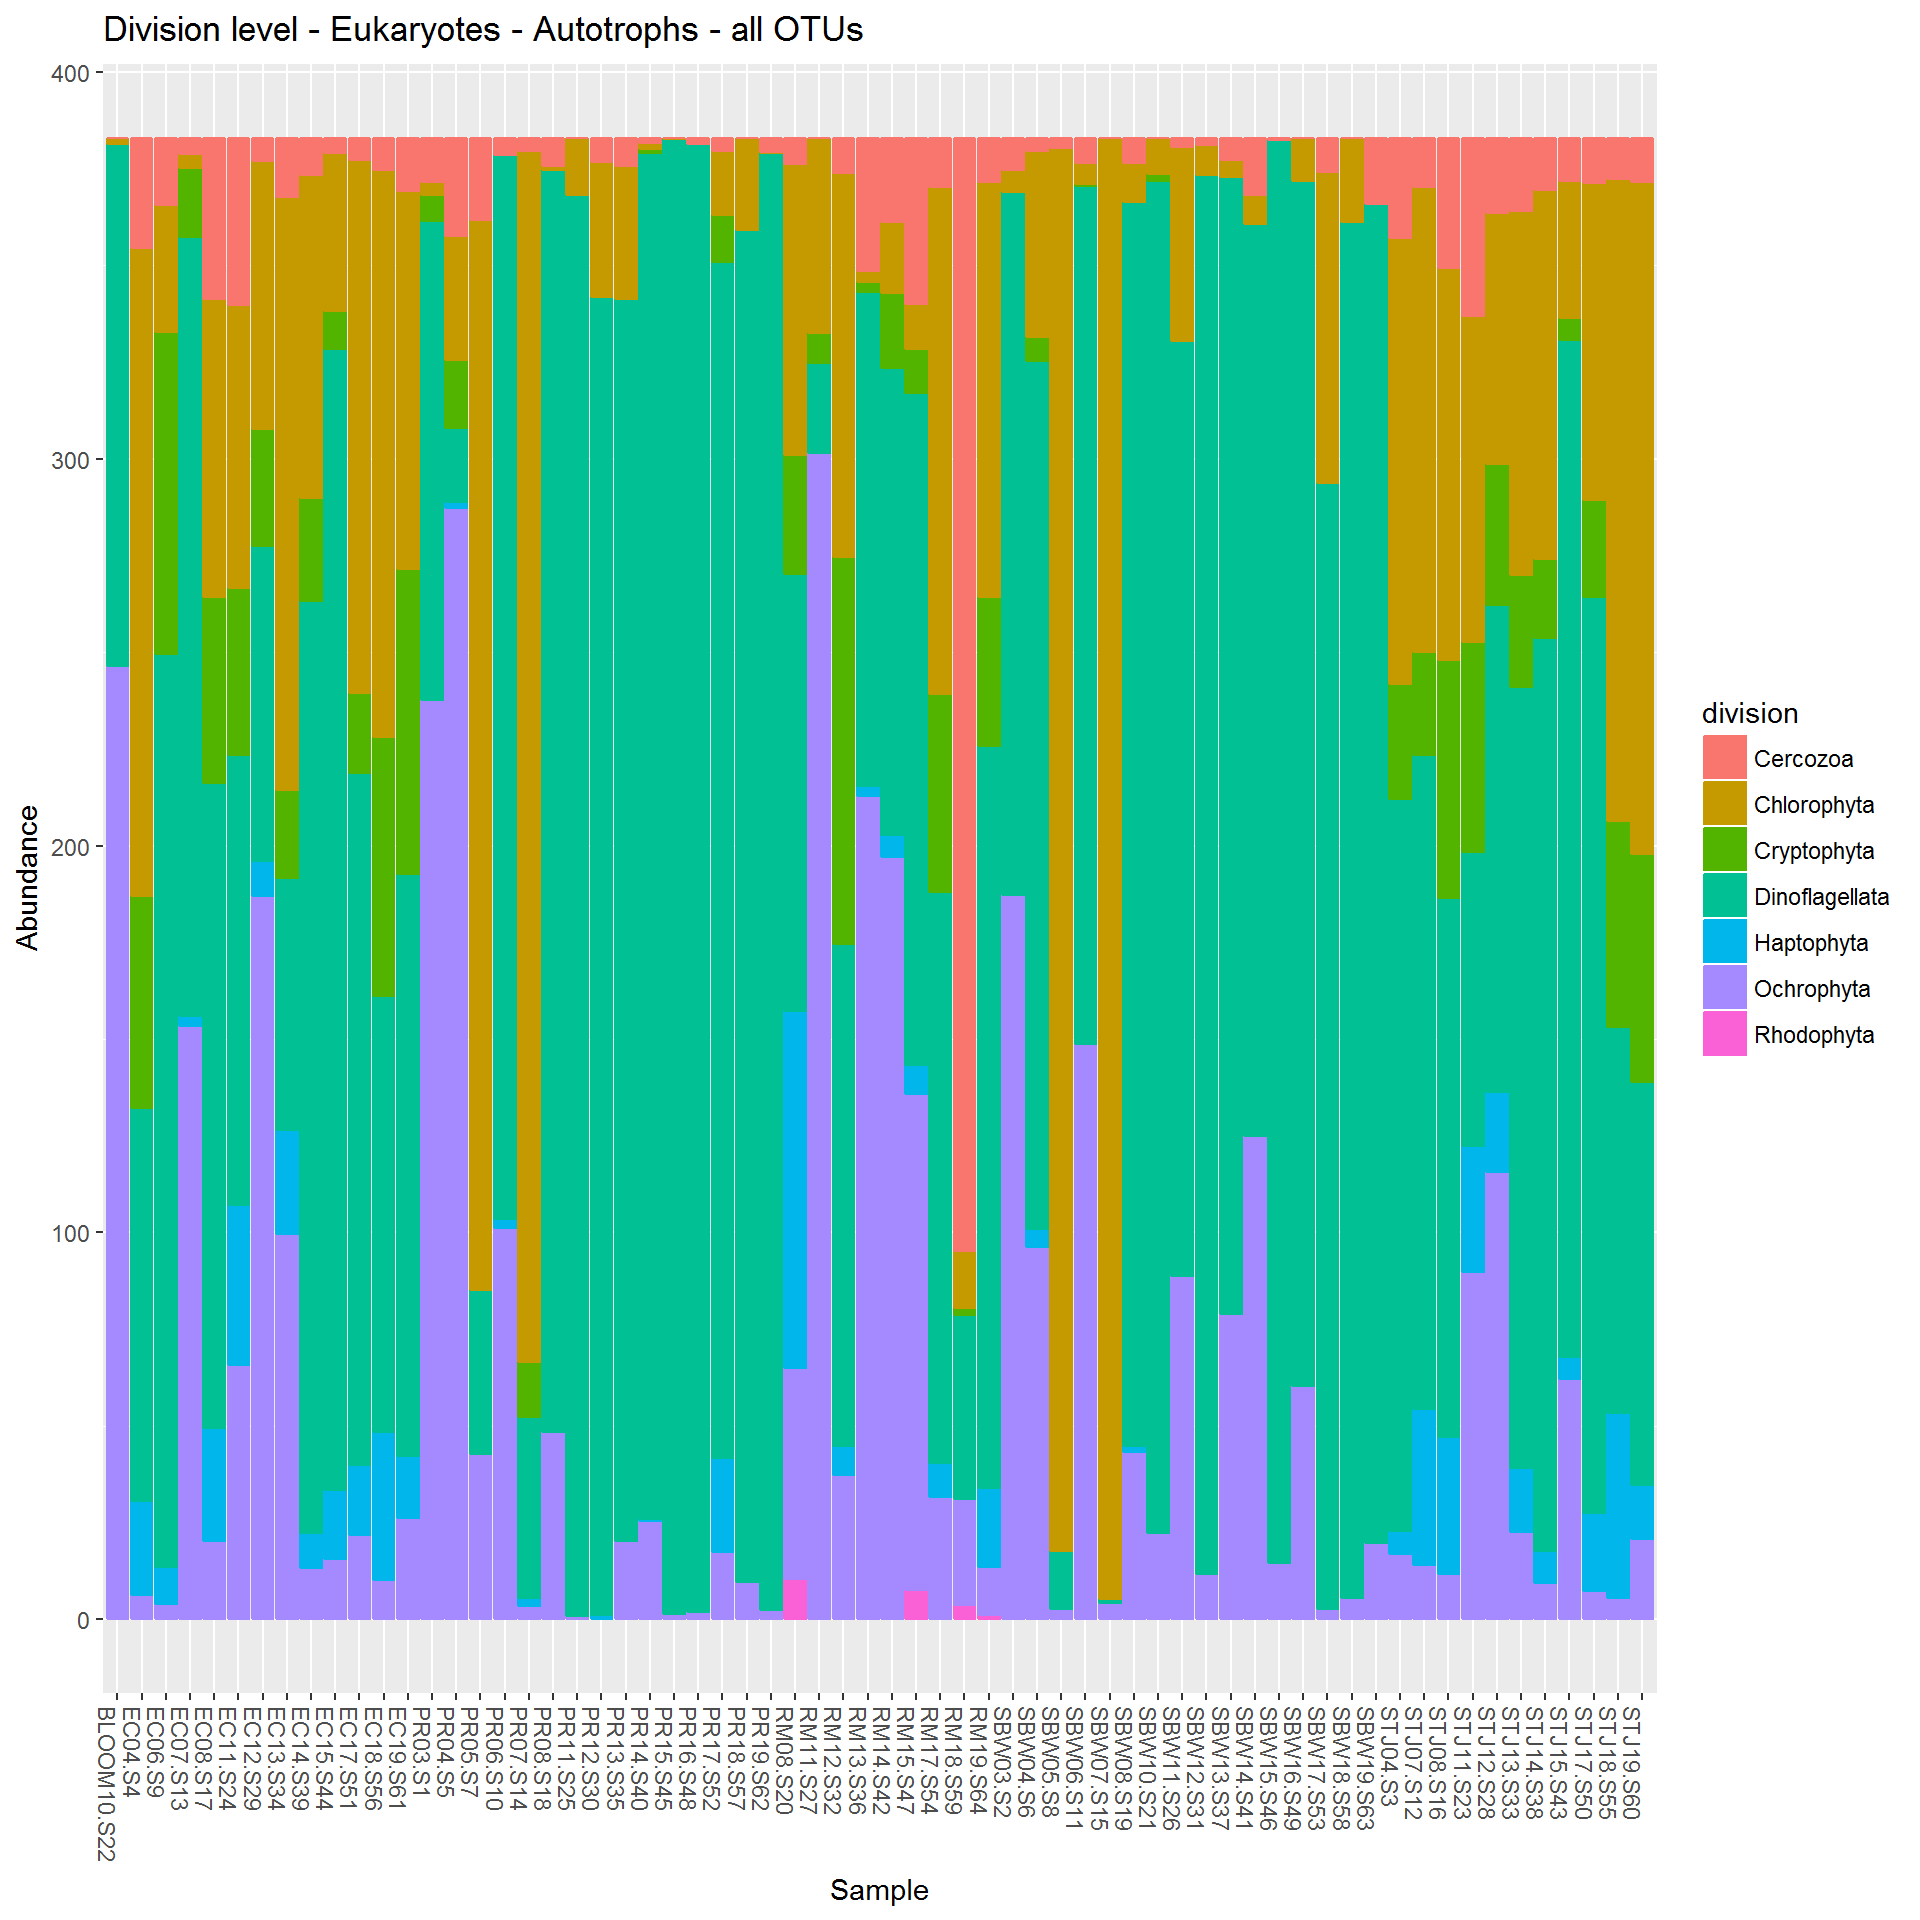 Division level - Eukaryotes - Autotrophs - all OTUs
Abundance
400
300
200
100
0
BLOOM10.S22
EC04.S4
EC06.S9
EC07.S13
EC08.S17
EC11.S24
EC12.S29
EC13.S34
EC14.S39
EC15.S44
EC17.S51
EC18.S56
EC19.S61
PR03.S1
PR04.S5
PR05.S7
PR06.S10
PR07.S14
PR08.S18
PR11.S25
PR12.S30
PR13.S35
PR14.S40
PR15.S45
PR16.S48
PR17.S52
PR18.S57
PR19.S62
RM08.S20
RM11.S27
RM12.S32
RM13.S36
RM14.S42
RM15.S47
RM17.S54
RM18.S59
RM19.S64
SBW03.S2
SBW04.S6
SBW05.S8
SBW06.S11
SBW07.S15
SBW08.S19
SBW10.S21
SBW11.S26
SBW12.S31
SBW13.S37
SBW14.S41
SBW15.S46
SBW16.S49
SBW17.S53
SBW18.S58
SBW19.S63
STJ04.S3
STJ07.S12
STJ08.S16
STJ11.S23
STJ12.S28
STJ13.S33
STJ14.S38
STJ15.S43
STJ17.S50
STJ18.S55
STJ19.S60
Sample
division
Cercozoa
Chlorophyta
Cryptophyta
Dinoflagellata
Haptophyta
Ochrophyta
Rhodophyta